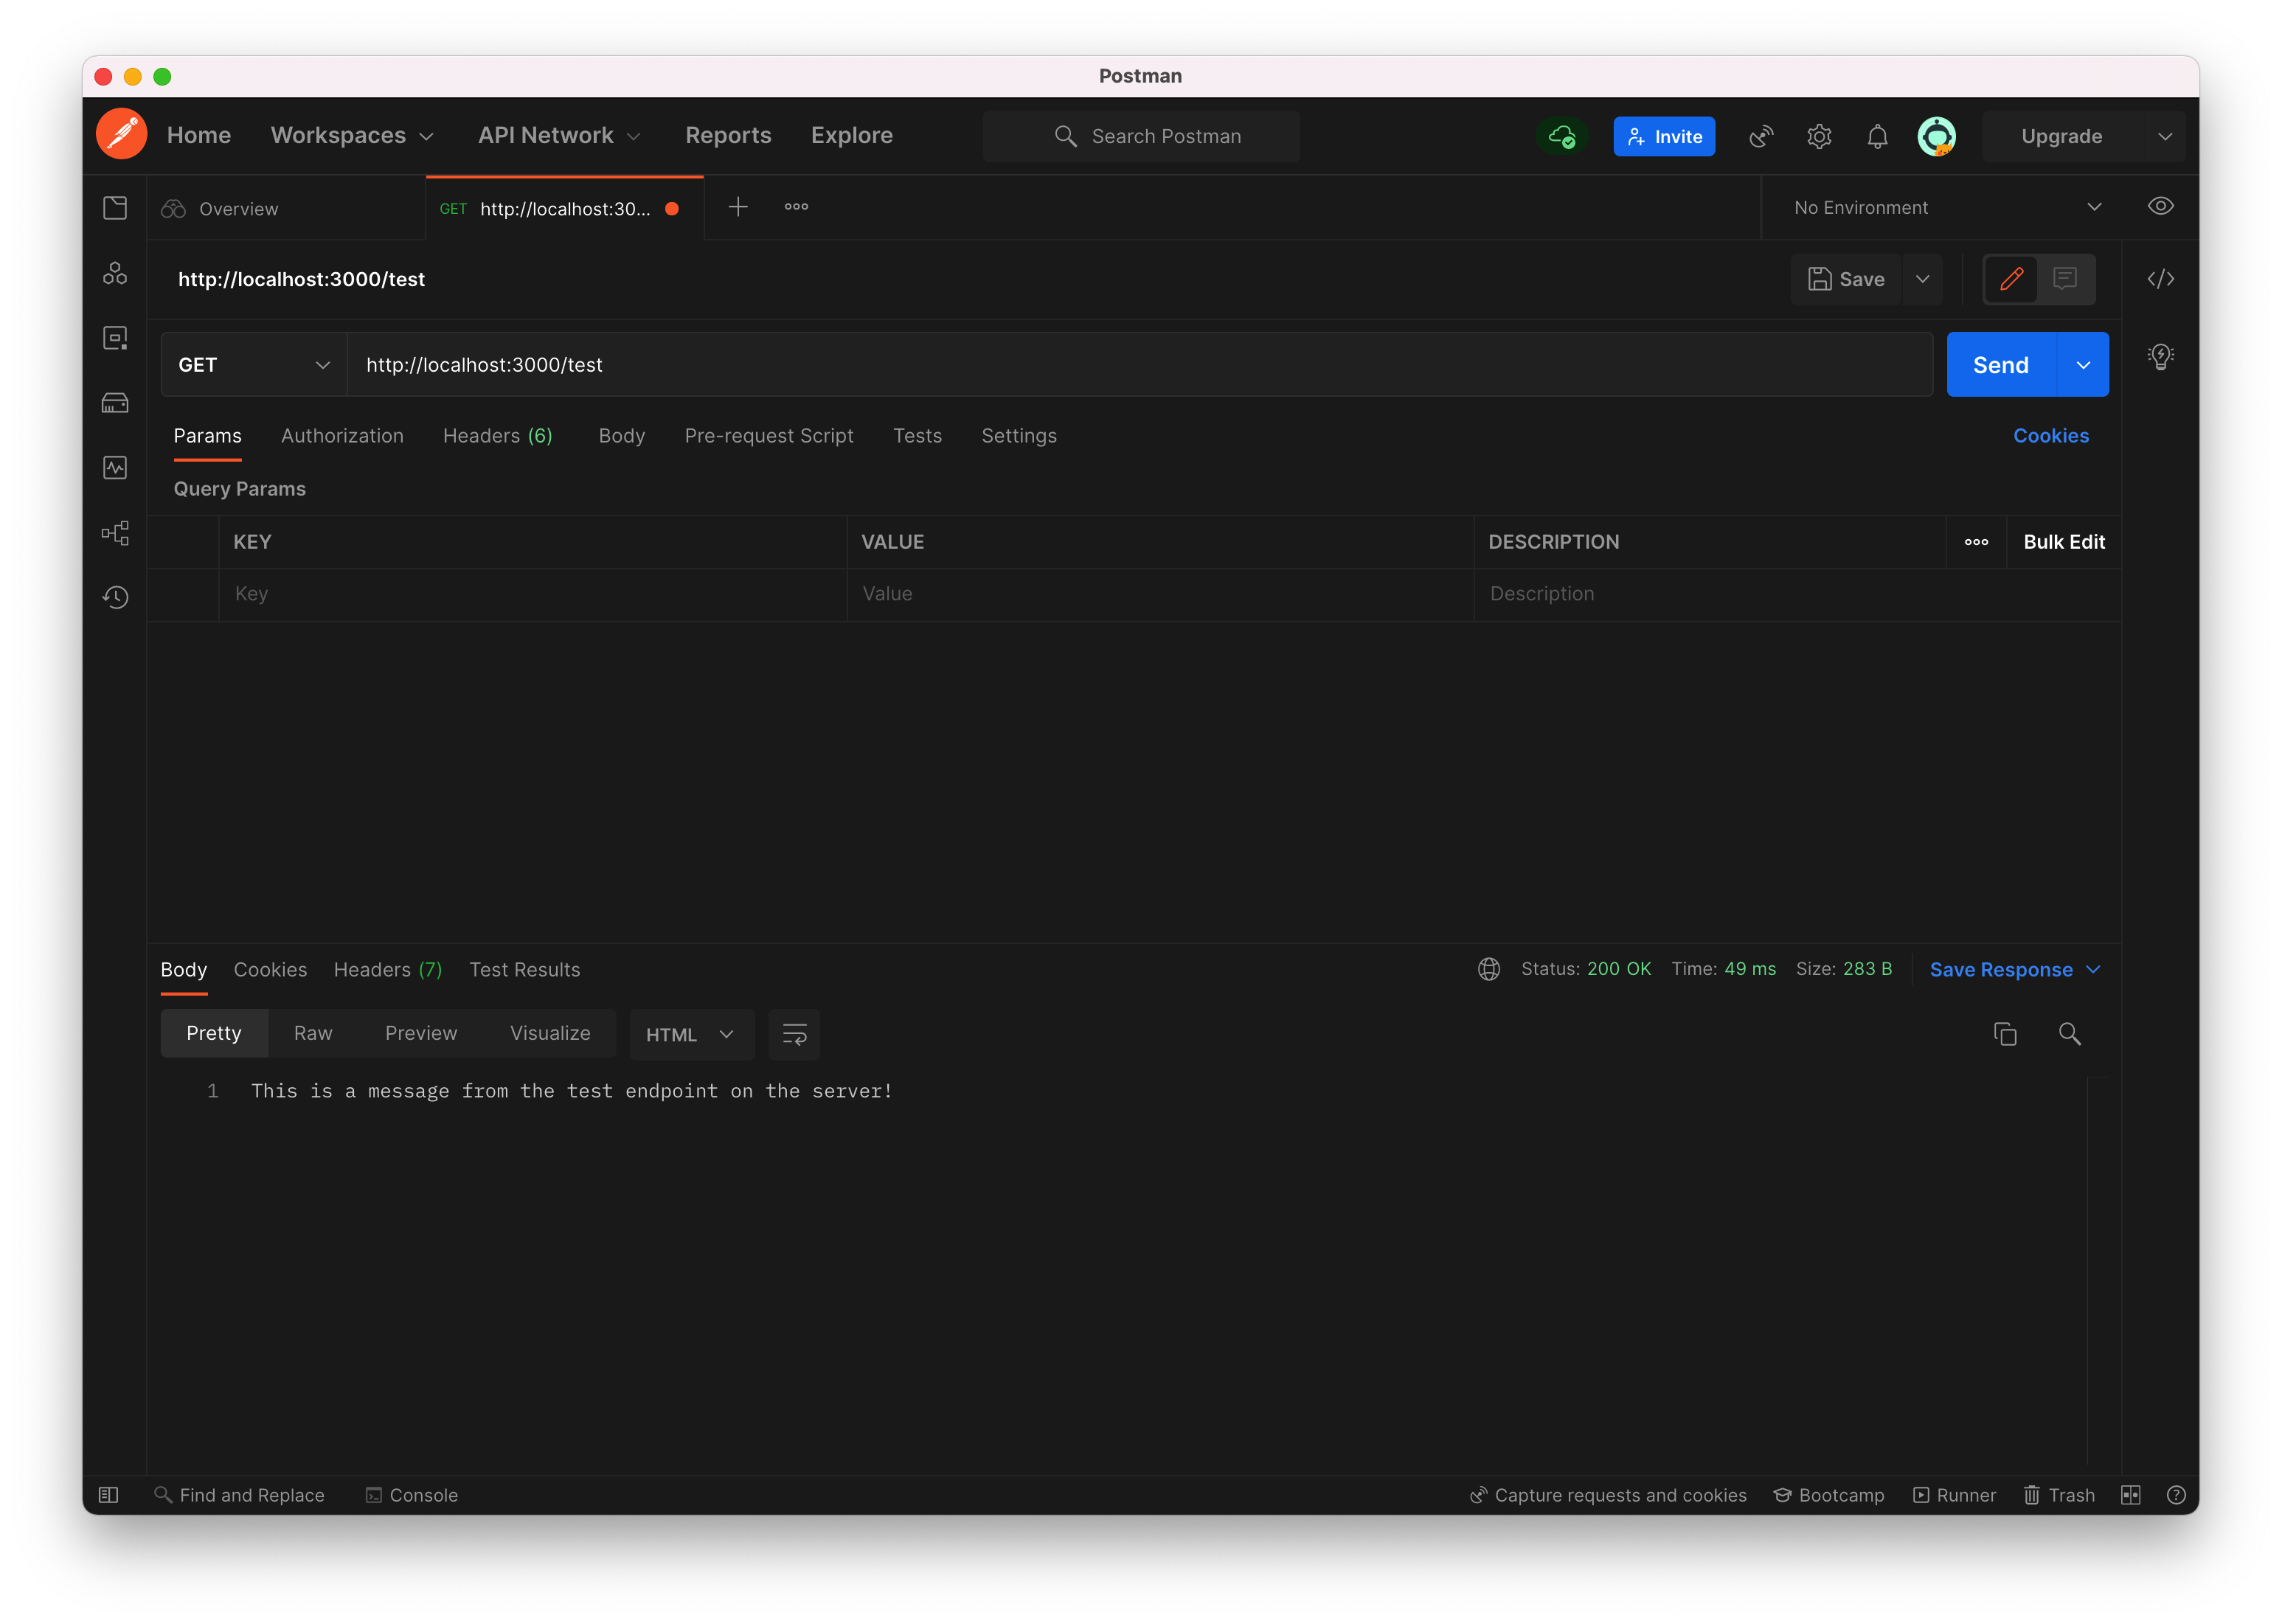 Postman
Home Workspaces API Network Reports Explore Search Postman Invite Upgrade
Overview GET http://localhost:30... No Environment
http://localhost:3000/test Save
GET http://localhost:3000/test Send
Params Authorization Headers (6) Body Pre-request Script Tests Settings Cookies
Query Params
KEY VALUE DESCRIPTION Bulk Edit
Key Value Description
Body Cookies Headers (7) Test Results Status: 200 OK Time: 49 ms Size: 283 B Save Response
Pretty Raw Preview Visualize HTML
1 This is a message from the test endpoint on the server!
Find and Replace Console Capture requests and cookies Bootcamp Runner Trash